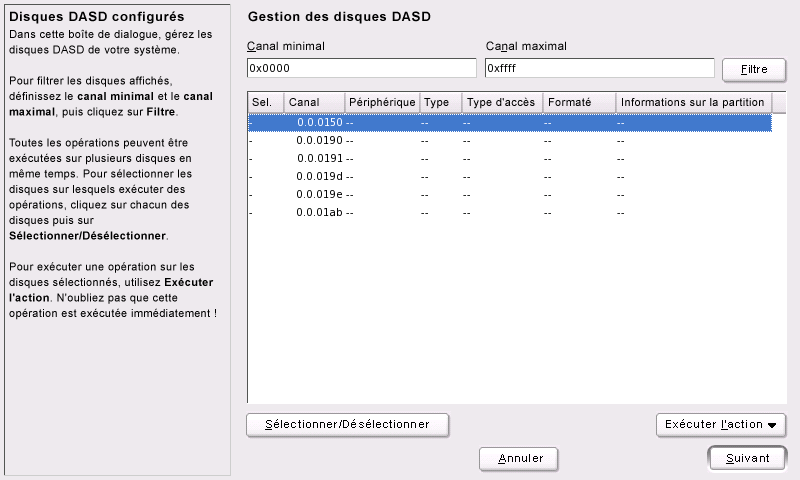 Disques DASD configurés
Dans cette boîte de dialogue, gérez les
disques DASD de votre système.
Pour filtrer les disques affichés,
définissez le canal minimal et le canal
maximal, puis cliquez sur Filtre.
Toutes les opérations peuvent être
exécutées sur plusieurs disques en
même temps. Pour sélectionner les
disques sur lesquels exécuter des
opérations, cliquez sur chacun des
disques puis sur
Sélectionner/Désélectionner.
Pour exécuter une opération sur les
disques sélectionnés, utilisez Exécuter
l'action. N'oubliez pas que cette
opération est exécutée immédiatement !
Gestion des disques DASD
Canal minimal Canal maximal
0x0000 0xffff Filtre
Sel. Canal Périphérique Type Type d'accès Formaté Informations sur la partition
- 0.0.0150 -- -- -- -- --
- 0.0.0190 -- -- -- -- --
- 0.0.0191 -- -- -- -- --
- 0.0.019d -- -- -- -- --
- 0.0.019e -- -- -- -- --
- 0.0.01ab -- -- -- -- --
Sélectionner/Désélectionner Exécuter l'action
Annuler Suivant